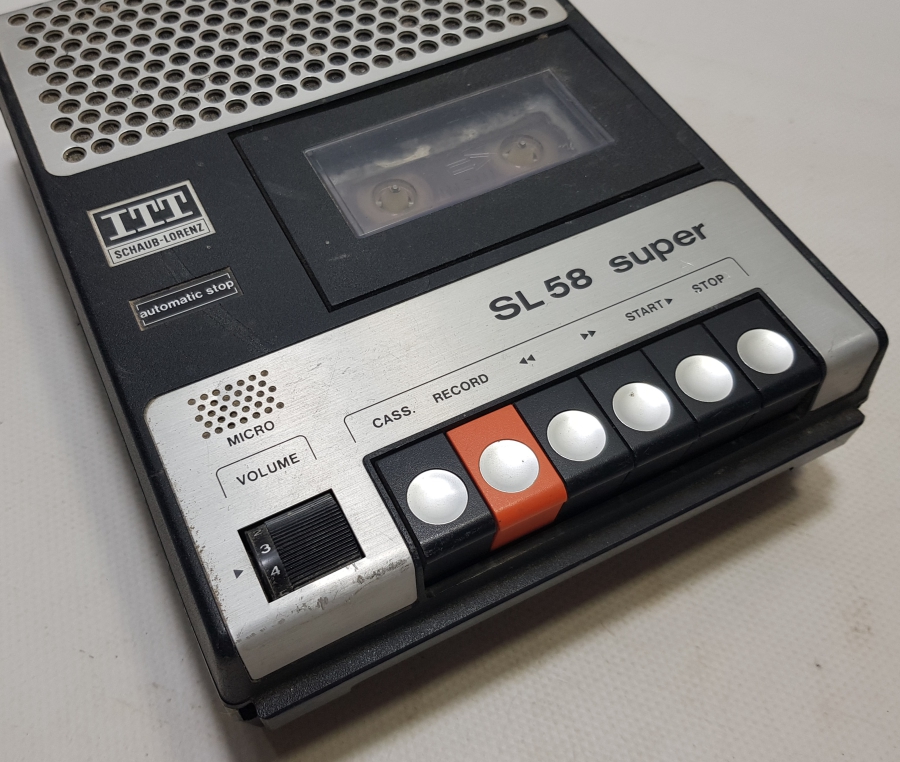 ITT
SCHAUB-LORENZ
automatic stop
SL 58 super
CASS. RECORD ◀◀ ▶▶ START▶ STOP
MICRO
VOLUME
3
▶ 4